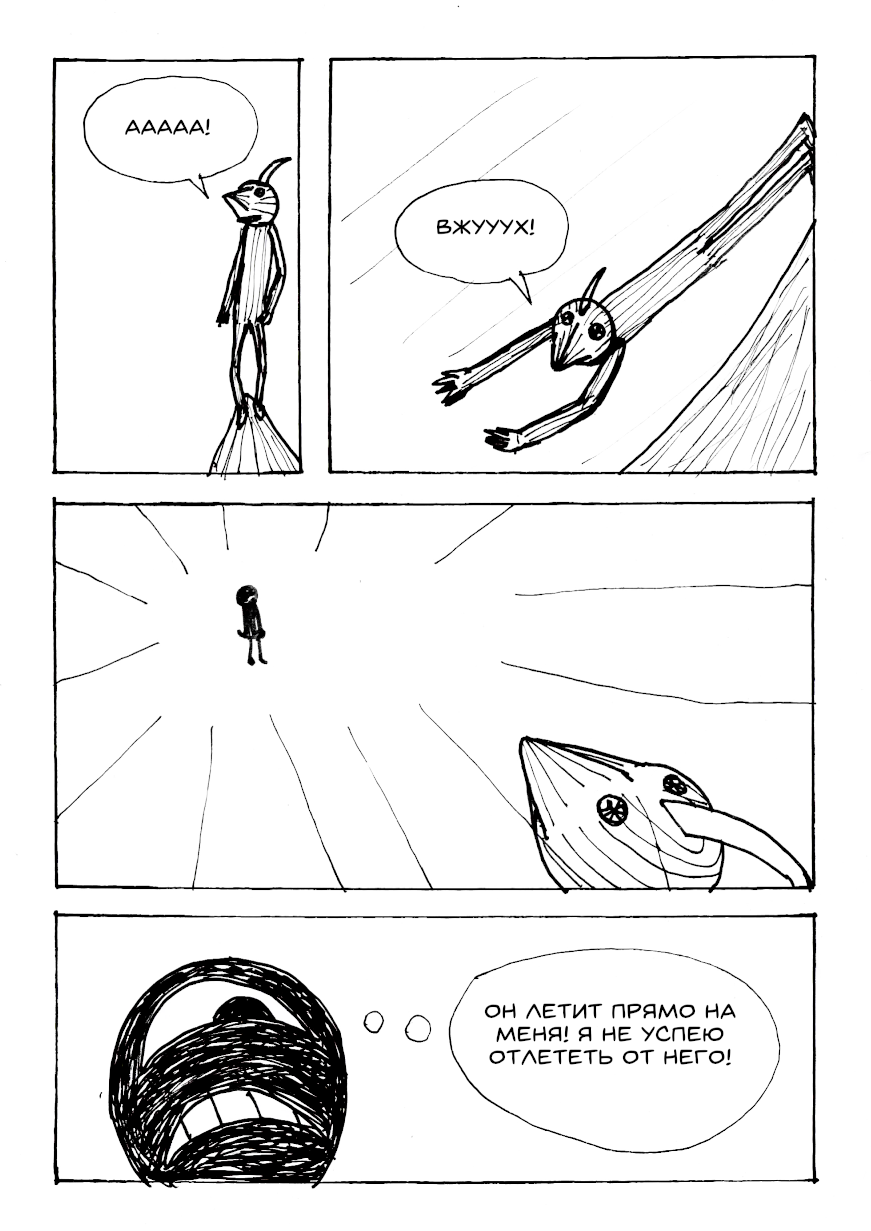 ААААА!
ВЖУУУХ!
ОН ЛЕТИТ ПРЯМО НА
МЕНЯ! Я НЕ УСПЕЮ
ОТЛЕТЕТЬ ОТ НЕГО!